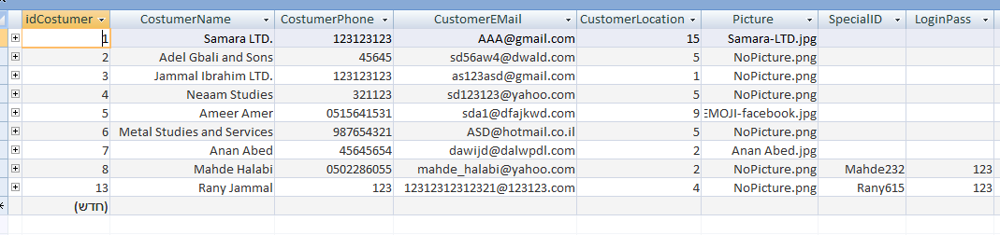 idCostumer CostumerName CostumerPhone CustomerEMail CustomerLocation Picture SpecialID LoginPass
1 Samara LTD. 123123123 AAA@gmail.com 15 Samara-LTD.jpg
2 Adel Gbali and Sons 45645 sd56aw4@dwald.com 5 NoPicture.png
3 Jammal Ibrahim LTD. 123123123 as123asd@gmail.com 1 NoPicture.png
4 Neaam Studies 321123 sd123123@yahoo.com 5 NoPicture.png
5 Ameer Amer 0515641531 sda1@dfajkwd.com 9 EMOJI-facebook.jpg
6 Metal Studies and Services 987654321 ASD@hotmail.co.il 5 NoPicture.png
7 Anan Abed 45645654 dawijd@dalwpdl.com 2 Anan Abed.jpg
8 Mahde Halabi 0502286055 mahde_halabi@yahoo.com 2 NoPicture.png Mahde232 123
13 Rany Jammal 123 12312312312321@123123.com 4 NoPicture.png Rany615 123
(חדש)